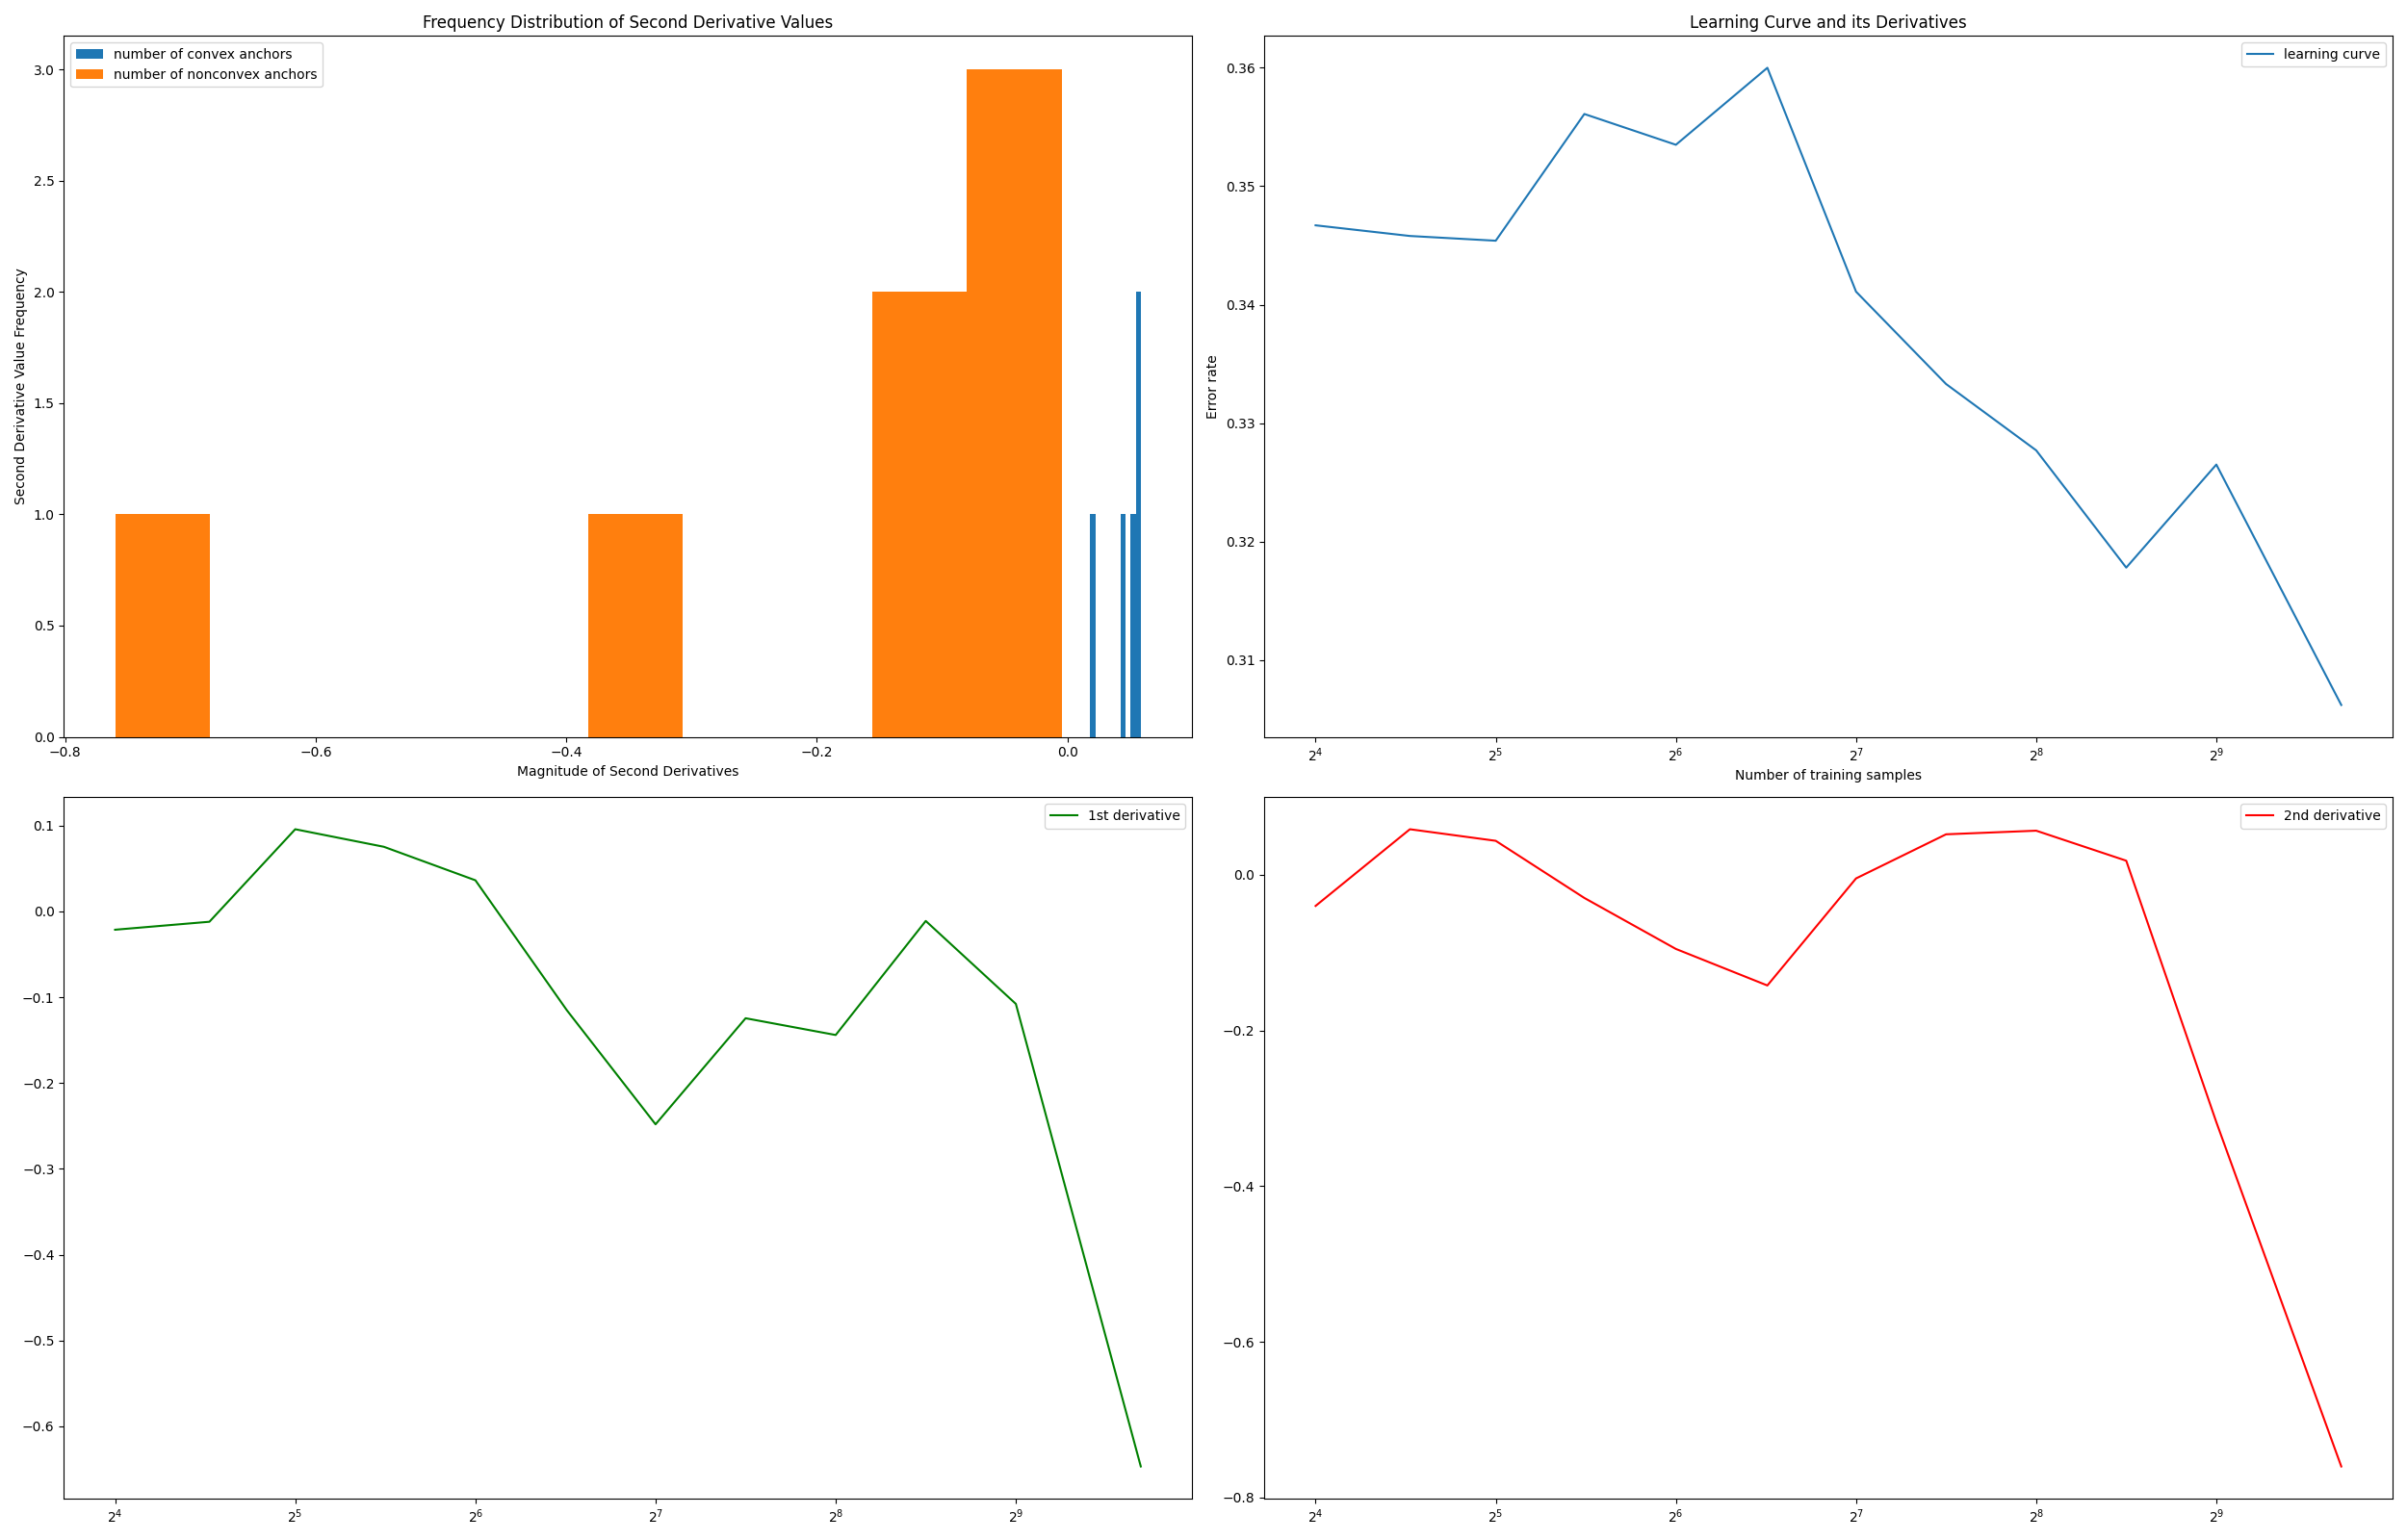 Frequency Distribution of Second Derivative Values
number of convex anchors
number of nonconvex anchors
3.0
2.5
2.0
1.5
1.0
0.5
0.0
Second Derivative Value Frequency
−0.8 −0.6 −0.4 −0.2 0.0
Magnitude of Second Derivatives
Learning Curve and its Derivatives
learning curve
0.36
0.35
0.34
0.33
0.32
0.31
Error rate
2⁴ 2⁵ 2⁶ 2⁷ 2⁸ 2⁹
Number of training samples
1st derivative
0.1
0.0
−0.1
−0.2
−0.3
−0.4
−0.5
−0.6
2⁴ 2⁵ 2⁶ 2⁷ 2⁸ 2⁹
2nd derivative
0.0
−0.2
−0.4
−0.6
−0.8
2⁴ 2⁵ 2⁶ 2⁷ 2⁸ 2⁹